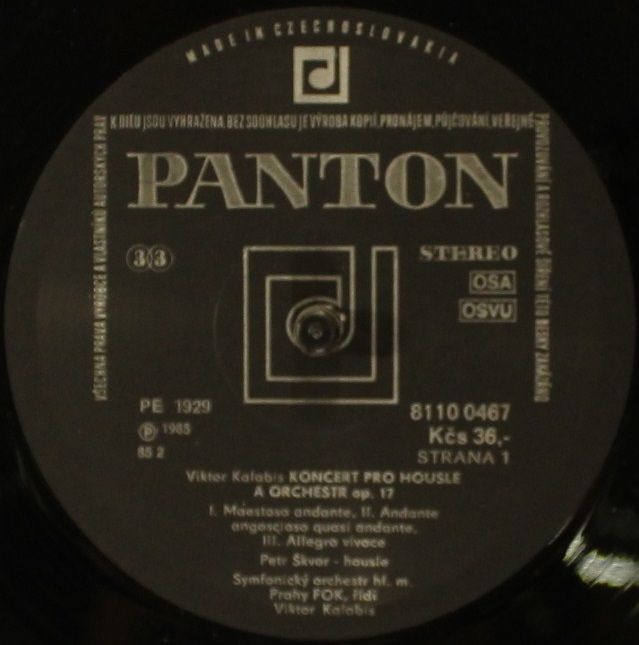 MADE IN CZECHOSLOVAKIA
VŠECHNA PRÁVA VÝROBCE A VLASTNÍKŮ AUTORSKÝCH PRÁV
K DÍLU JSOU VYHRAŽENA. BEZ SOUHLASU JE VÝROBA KOPIÍ, PRONÁJEM, PŮJČOVÁNÍ, VEŘEJNÉ
PROVOZOVÁNÍ A ROZHLASOVÉ ŠÍŘENÍ TÉTO DESKY ZAKÁZÁNO
PANTON
33
STEREO
OSA
OSVU
PE 1929
Ⓟ 1985
85 2
8110 0467
Kčs 36,-
STRANA 1
Viktor Kalabis KONCERT PRO HOUSLE
A ORCHESTR op. 17
I. Maestoso andante, II. Andante
angoscioso quasi andante,
III. Allegro vivace
Petr Škvor - housle
Symfonický orchestr hl. m.
Prahy FOK, řídí
Viktor Kalabis